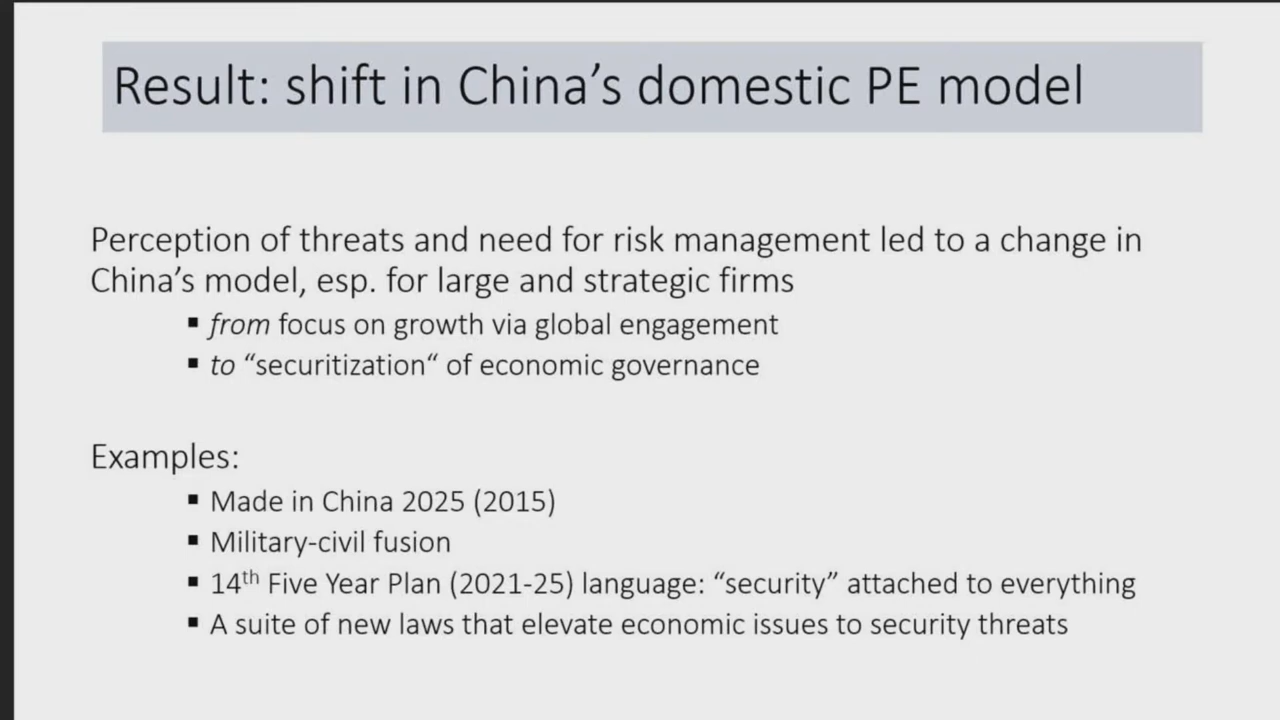 Result: shift in China’s domestic PE model
Perception of threats and need for risk management led to a change in
China’s model, esp. for large and strategic firms
▪ from focus on growth via global engagement
▪ to “securitization“ of economic governance
Examples:
▪ Made in China 2025 (2015)
▪ Military-civil fusion
▪ 14th Five Year Plan (2021-25) language: “security” attached to everything
▪ A suite of new laws that elevate economic issues to security threats